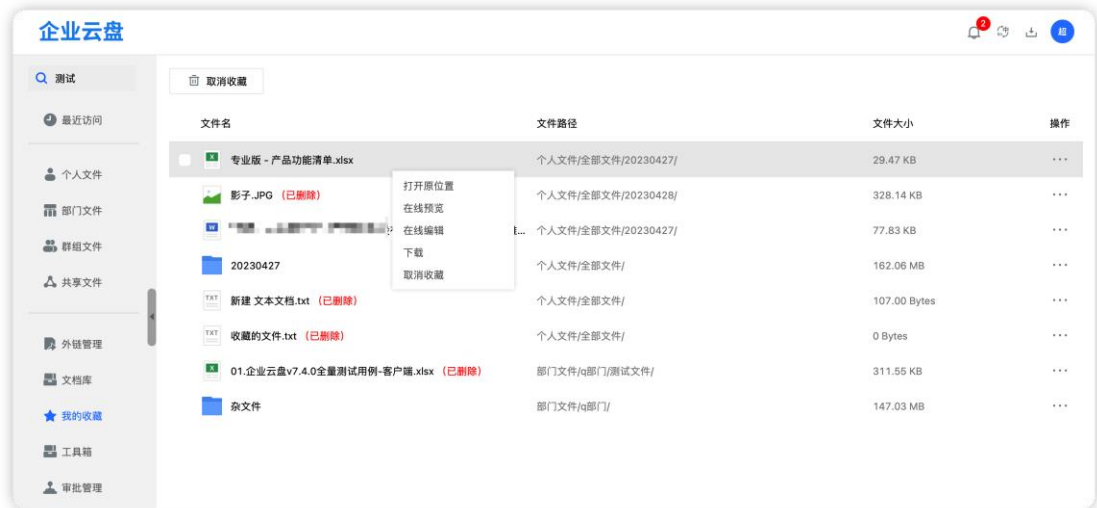 企业云盘
2
超
测试
取消收藏
最近访问
文件名 文件路径 文件大小 操作
专业版 - 产品功能清单.xlsx 个人文件/全部文件/20230427/ 29.47 KB ...
个人文件
打开原位置
影子.JPG (已删除) 个人文件/全部文件/20230428/ 328.14 KB ...
部门文件
在线预览
在线编辑
... 个人文件/全部文件/20230427/ 77.83 KB ...
群组文件
下载
20230427 个人文件/全部文件/ 162.06 MB ...
取消收藏
共享文件
TXT 新建 文本文档.txt (已删除) 个人文件/全部文件/ 107.00 Bytes ...
TXT 收藏的文件.txt (已删除) 个人文件/全部文件/ 0 Bytes ...
外链管理
01.企业云盘v7.4.0全量测试用例-客户端.xlsx (已删除) 部门文件/q部门/测试文件/ 311.55 KB ...
文档库
杂文件 部门文件/q部门/ 147.03 MB ...
我的收藏
工具箱
审批管理